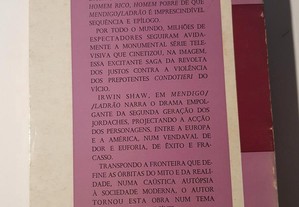 HOMEM RICO, HOMEM POBRE DE QUE
MENDIGO/LADRÃO É IMPRESCINDÍVEL
SEQUÊNCIA E EPÍLOGO.
POR TODO O MUNDO, MILHÕES DE
ESPECTADORES SEGUIRAM AVIDA-
MENTE A MONUMENTAL SÉRIE TELE-
VISIVA QUE CINETIZOU, NA IMAGEM,
ESSA EXCITANTE SAGA DA REVOLTA
DOS JUSTOS CONTRA A VIOLÊNCIA
DOS PREPOTENTES CONDOTIERI DO
VÍCIO.
IRWIN SHAW, EM MENDIGO/
/LADRÃO NARRA O DRAMA EMPOL-
GANTE DA SEGUNDA GERAÇÃO DOS
JORDACHES, PROJECTANDO A ACÇÃO
DOS PERSONAGENS, ENTRE A EUROPA
E A AMÉRICA, NUM VENDAVAL DE
DOR E EUFORIA, DE ÊXITO E FRA-
CASSO.
TRANSPONDO A FRONTEIRA QUE DE-
FINE AS ÓRBITAS DO MITO E DA REALI-
DADE, NUMA CÁUSTICA AUTÓPSIA
À SOCIEDADE MODERNA, O AUTOR
TORNOU ESTA OBRA NUM TEMA